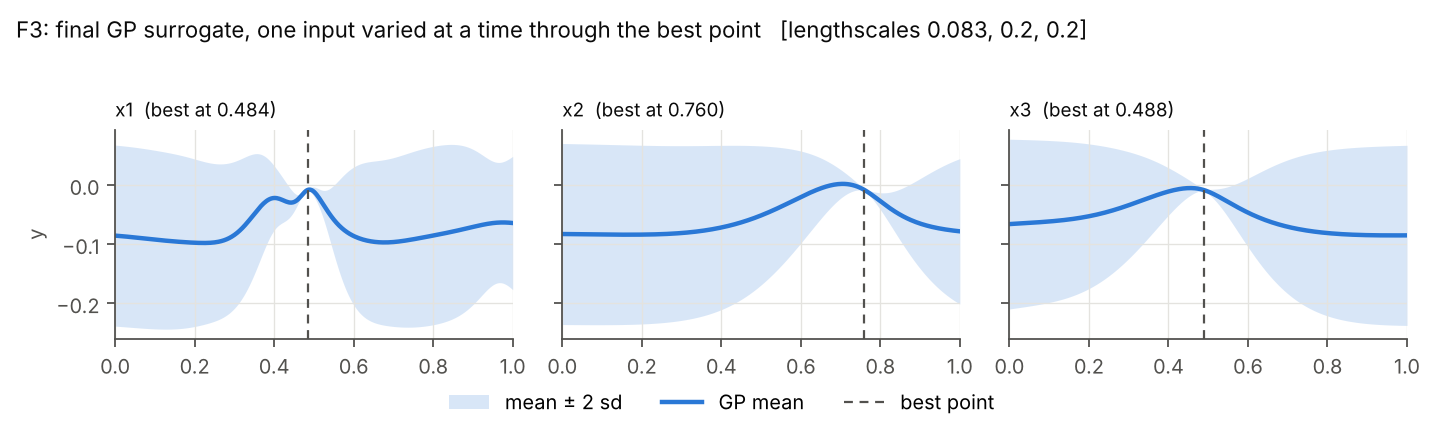 F3: final GP surrogate, one input varied at a time through the best point [lengthscales 0.083, 0.2, 0.2]
x1 (best at 0.484)
x2 (best at 0.760)
x3 (best at 0.488)
y
0.0
−0.1
−0.2
0.0 0.2 0.4 0.6 0.8 1.0
0.0 0.2 0.4 0.6 0.8 1.0
0.0 0.2 0.4 0.6 0.8 1.0
mean ± 2 sd
GP mean
best point